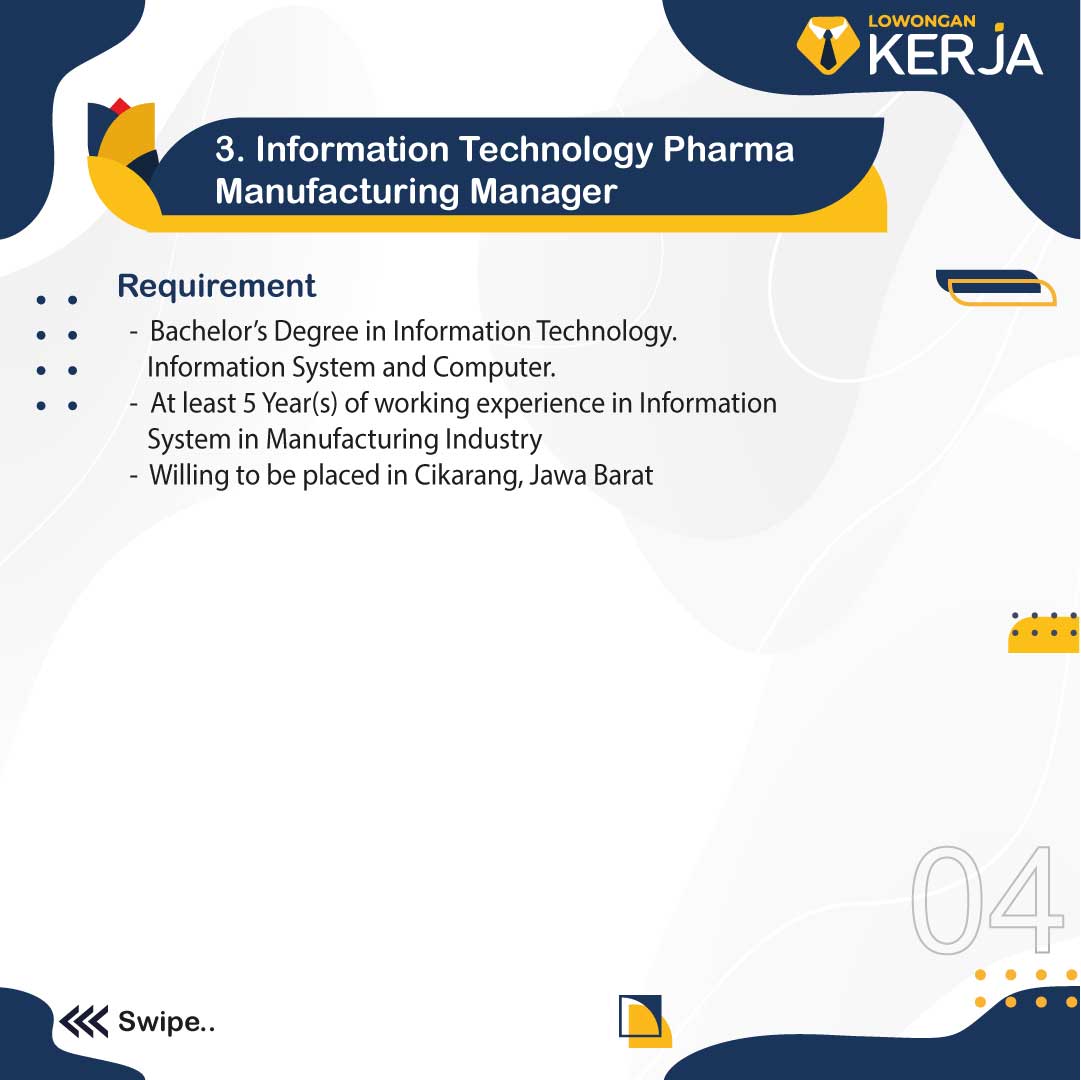 LOWONGAN
KERJA
3. Information Technology Pharma
Manufacturing Manager
Requirement
- Bachelor’s Degree in Information Technology.
Information System and Computer.
- At least 5 Year(s) of working experience in Information
System in Manufacturing Industry
- Willing to be placed in Cikarang, Jawa Barat
04
Swipe..